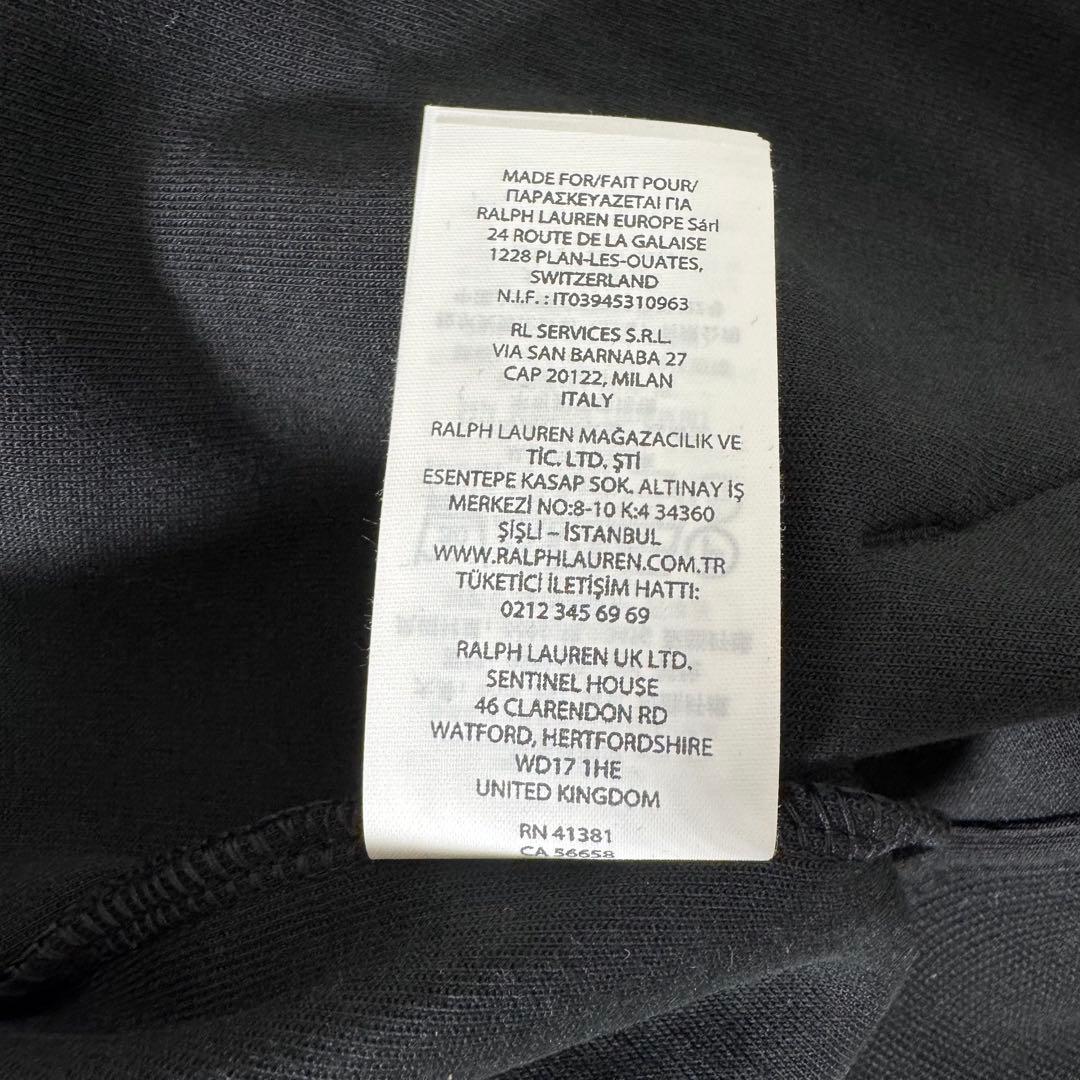 MADE FOR/FAIT POUR/
ΠΑΡΑΣΚΕΥΑΖΕΤΑΙ ΓΙΑ
RALPH LAUREN EUROPE Sárl
24 ROUTE DE LA GALAISE
1228 PLAN-LES-OUATES,
SWITZERLAND
N.I.F. : IT03945310963
RL SERVICES S.R.L.
VIA SAN BARNABA 27
CAP 20122, MILAN
ITALY
RALPH LAUREN MAĞAZACILIK VE
TİC. LTD. ŞTİ
ESENTEPE KASAP SOK. ALTINAY İŞ
MERKEZİ NO:8-10 K:4 34360
ŞİŞLİ – İSTANBUL
WWW.RALPHLAUREN.COM.TR
TÜKETİCİ İLETİŞİM HATTI:
0212 345 69 69
RALPH LAUREN UK LTD.
SENTINEL HOUSE
46 CLARENDON RD
WATFORD, HERTFORDSHIRE
WD17 1HE
UNITED KINGDOM
RN 41381
CA 56658